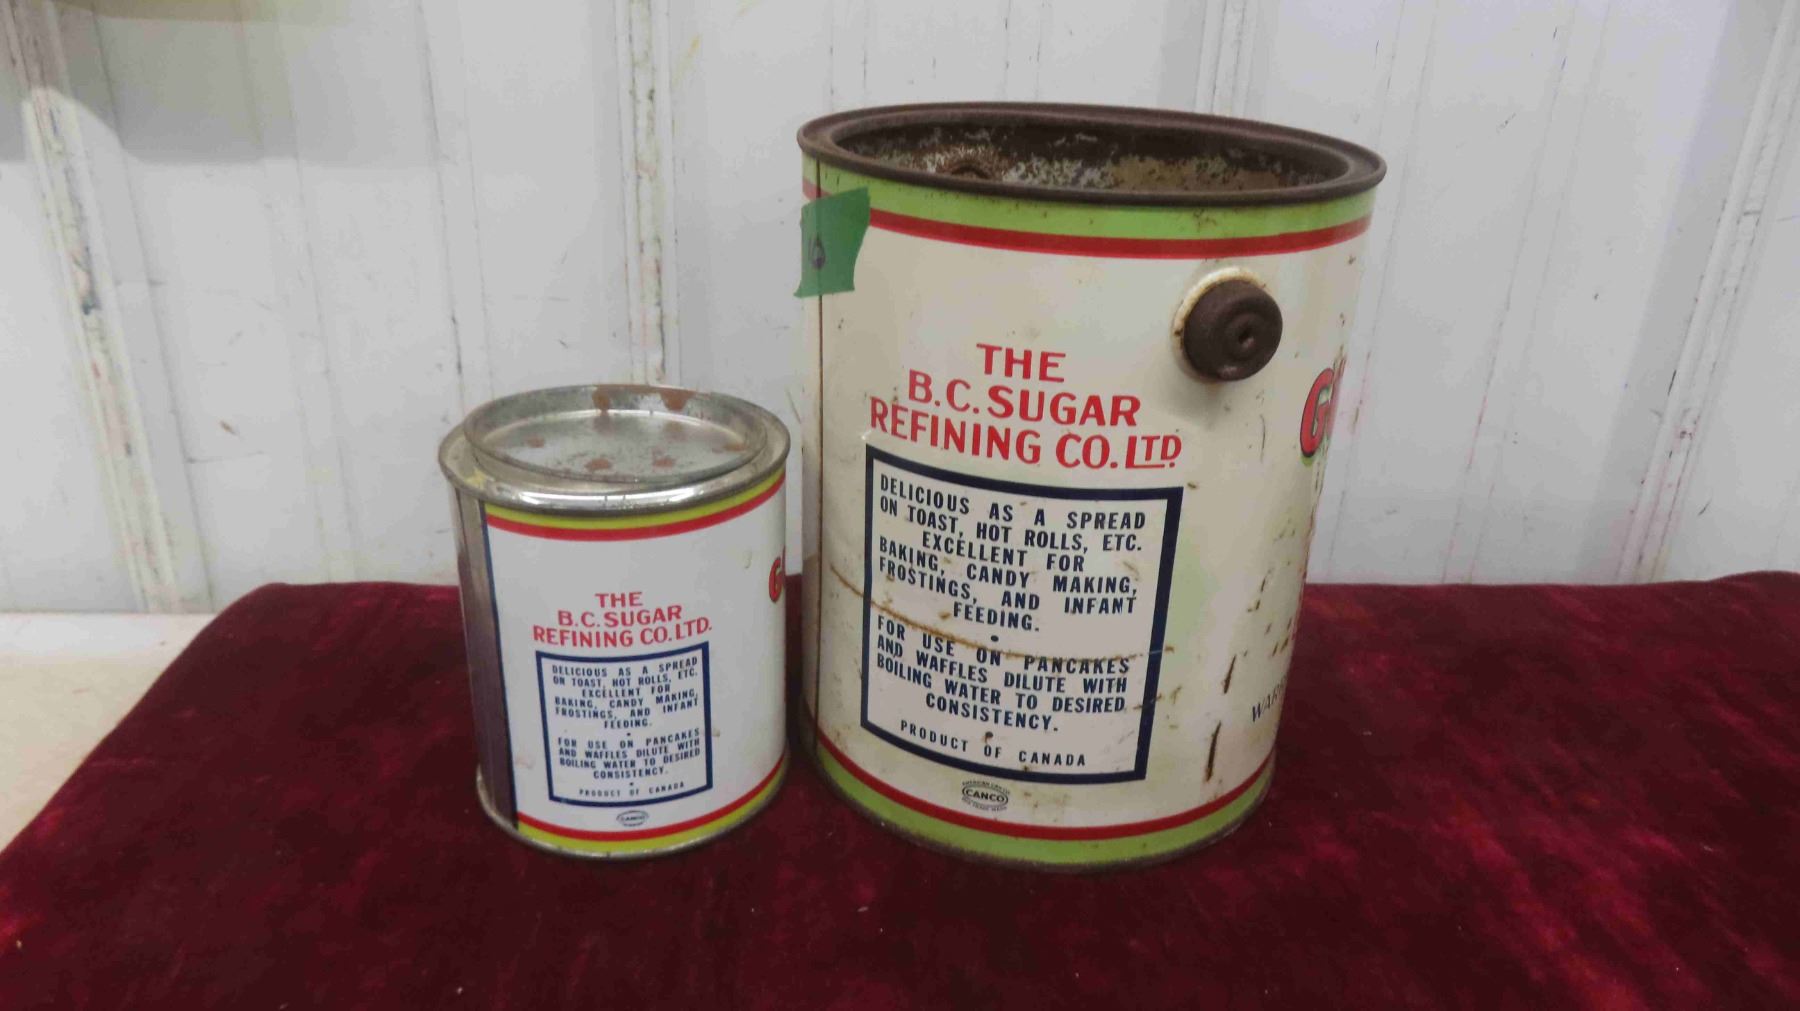 THE
B.C. SUGAR
REFINING CO. LTD.
DELICIOUS AS A SPREAD
ON TOAST, HOT ROLLS, ETC.
EXCELLENT FOR
BAKING, CANDY MAKING,
FROSTINGS, AND INFANT
FEEDING.
FOR USE ON PANCAKES
AND WAFFLES DILUTE WITH
BOILING WATER TO DESIRED
CONSISTENCY.
PRODUCT OF CANADA
CANCO
G
THE
B.C. SUGAR
REFINING CO. LTD.
DELICIOUS AS A SPREAD
ON TOAST, HOT ROLLS, ETC.
EXCELLENT FOR
BAKING, CANDY MAKING,
FROSTINGS, AND INFANT
FEEDING.
•
FOR USE ON PANCAKES
AND WAFFLES DILUTE WITH
BOILING WATER TO DESIRED
CONSISTENCY.
•
PRODUCT OF CANADA
CANCO
G
WAR